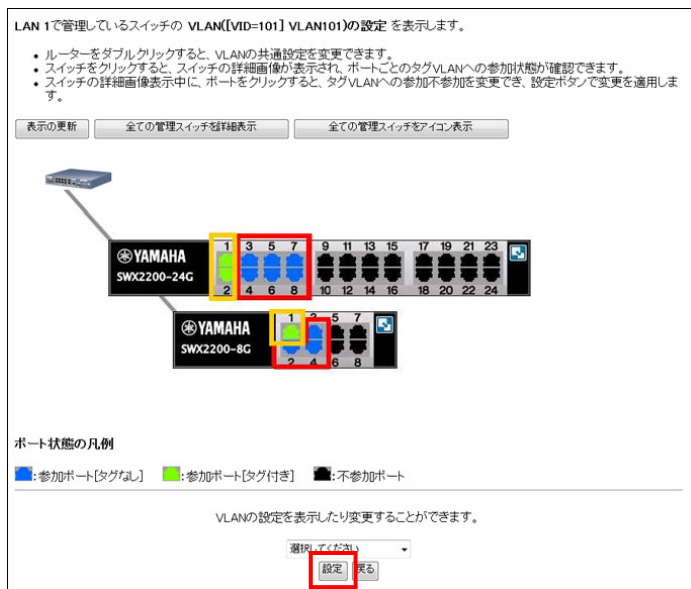 LAN 1で管理しているスイッチの VLAN([VID=101] VLAN101)の設定 を表示します。
• ルーターをダブルクリックすると、VLANの共通設定を変更できます。
• スイッチをクリックすると、スイッチの詳細画像が表示され、ポートごとのタグVLANへの参加状態が確認できます。
• スイッチの詳細画像表示中に、ポートをクリックすると、タグVLANへの参加不参加を変更でき、設定ボタンで変更を適用しま
す。
表示の更新 全ての管理スイッチを詳細表示 全ての管理スイッチをアイコン表示
1 3 5 7 9 11 13 15 17 19 21 23
YAMAHA
SWX2200-24G
2 4 6 8 10 12 14 16 18 20 22 24
1 3 5 7
YAMAHA
SWX2200-8G
2 4 6 8
ポート状態の凡例
:参加ポート[タグなし] :参加ポート[タグ付き] :不参加ポート
VLANの設定を表示したり変更することができます。
選択してください
設定 戻る